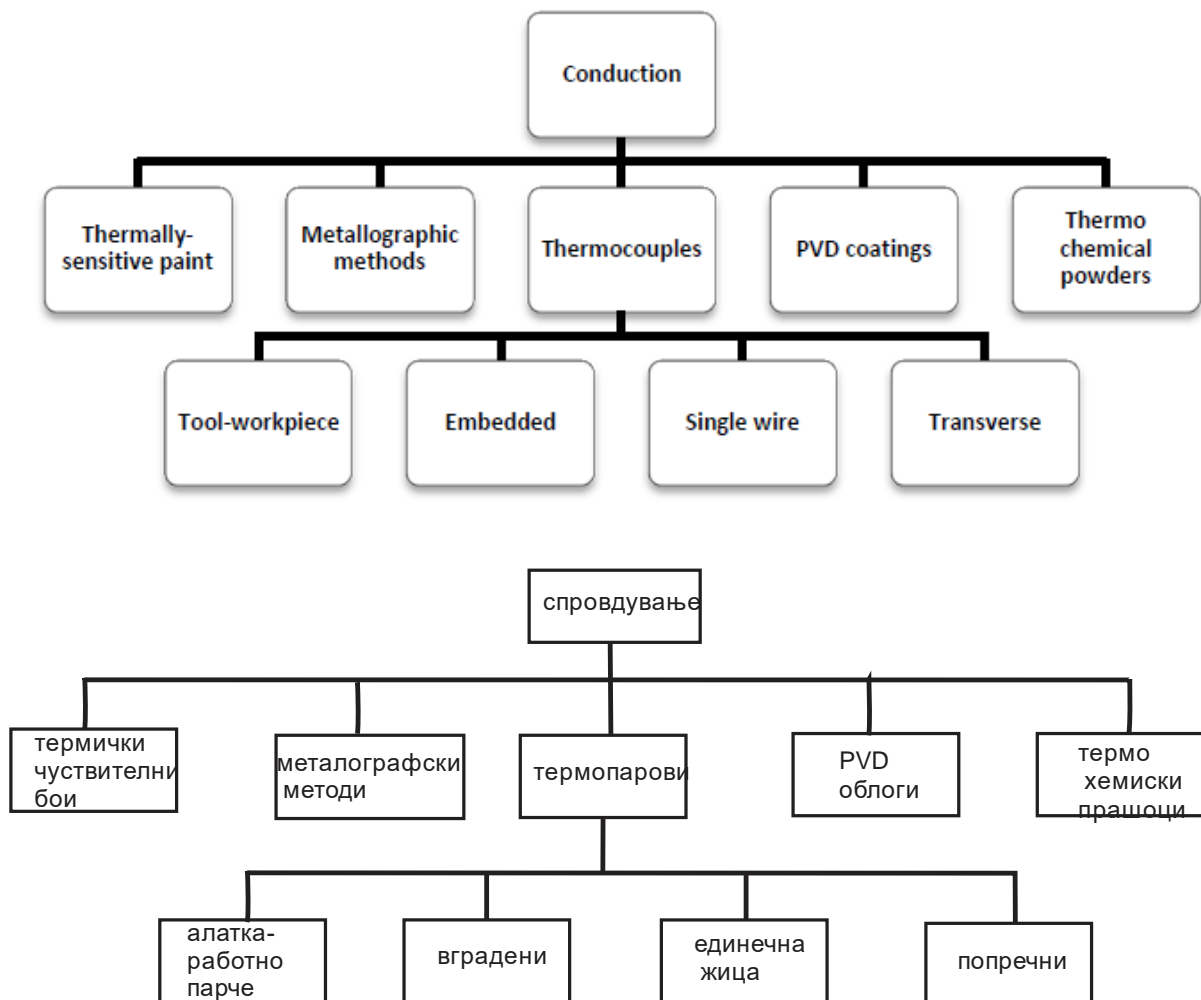 Conduction
Thermally-
sensitive paint
Metallographic
methods
Thermocouples
PVD coatings
Thermo
chemical
powders
Tool-workpiece
Embedded
Single wire
Transverse
спровдување
термички
чуствителни
бои
металографски
методи
термопарови
PVD
облоги
термо
хемиски
прашоци
алатка-
работно
парче
вградени
единечна
жица
попречни